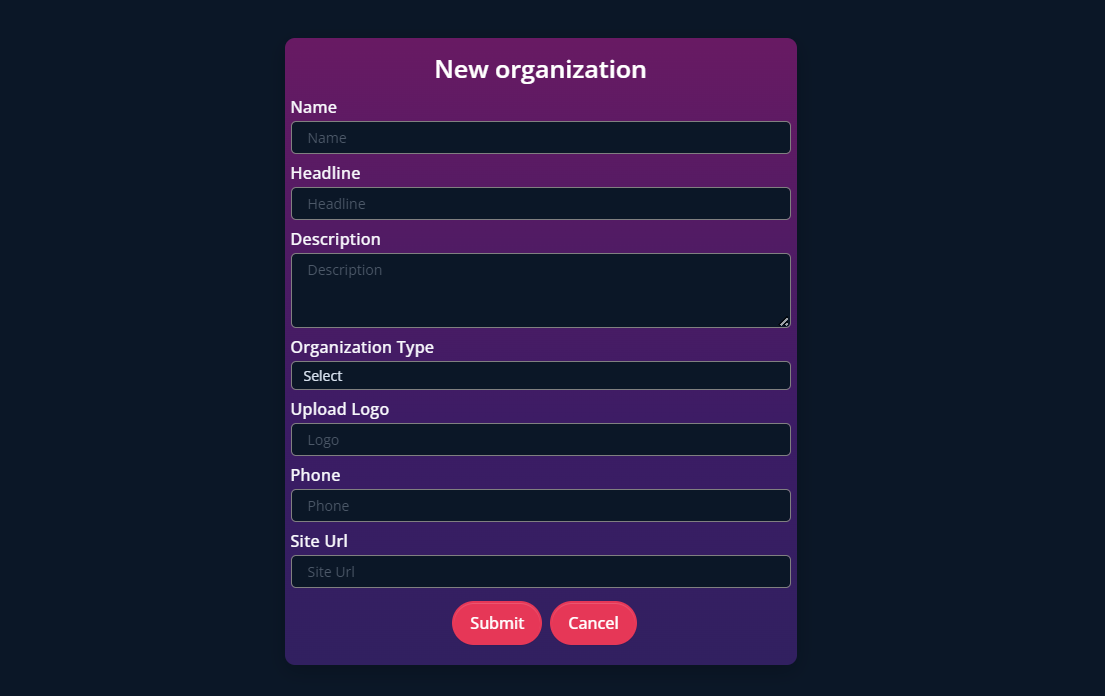 New organization
Name
Name
Headline
Headline
Description
Description
Organization Type
Select
Upload Logo
Logo
Phone
Phone
Site Url
Site Url
Submit Cancel